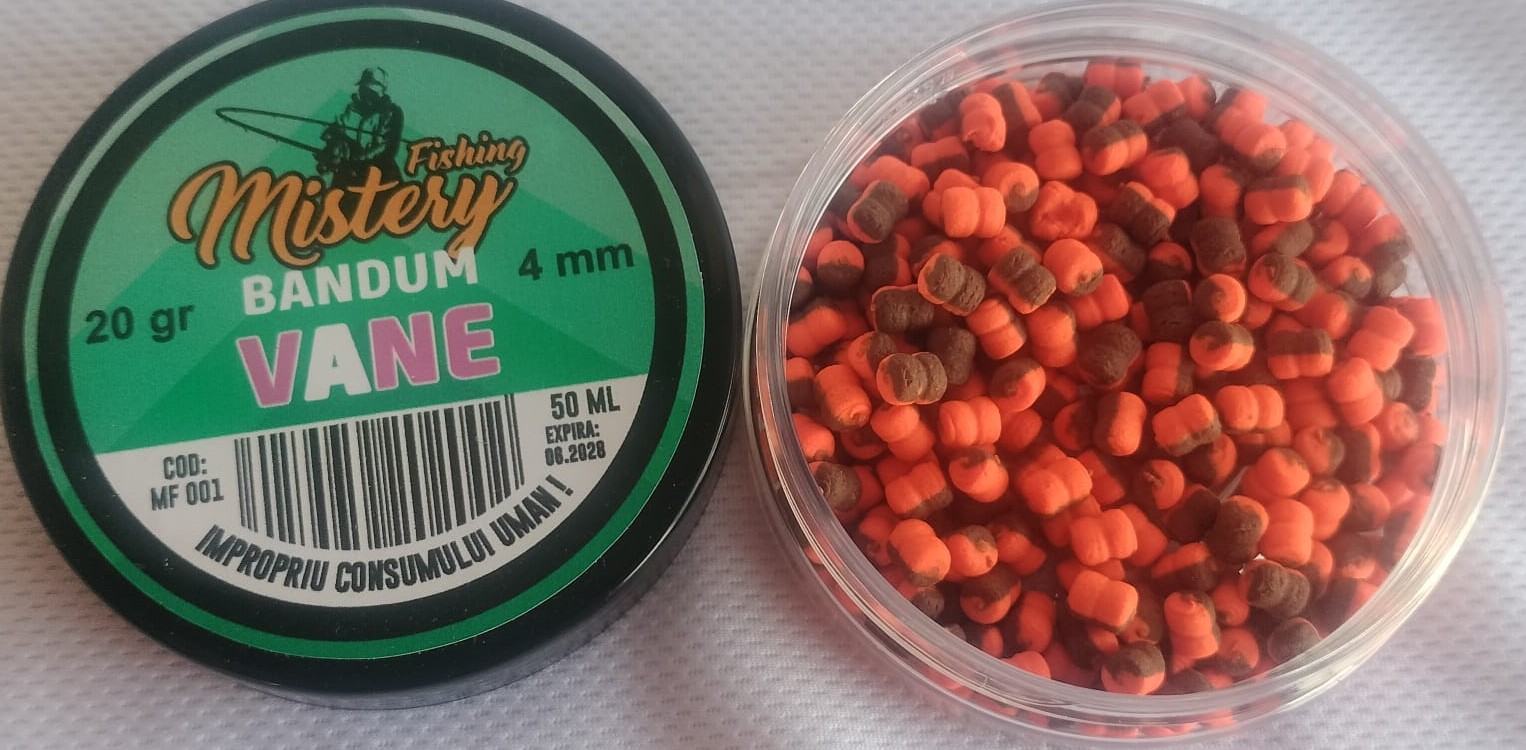 Fishing
Mistery
BANDUM
4 mm
20 gr
VANE
50 ML
EXPIRA:
06.2028
COD:
MF 001
IMPROPRIU CONSUMULUI UMAN !